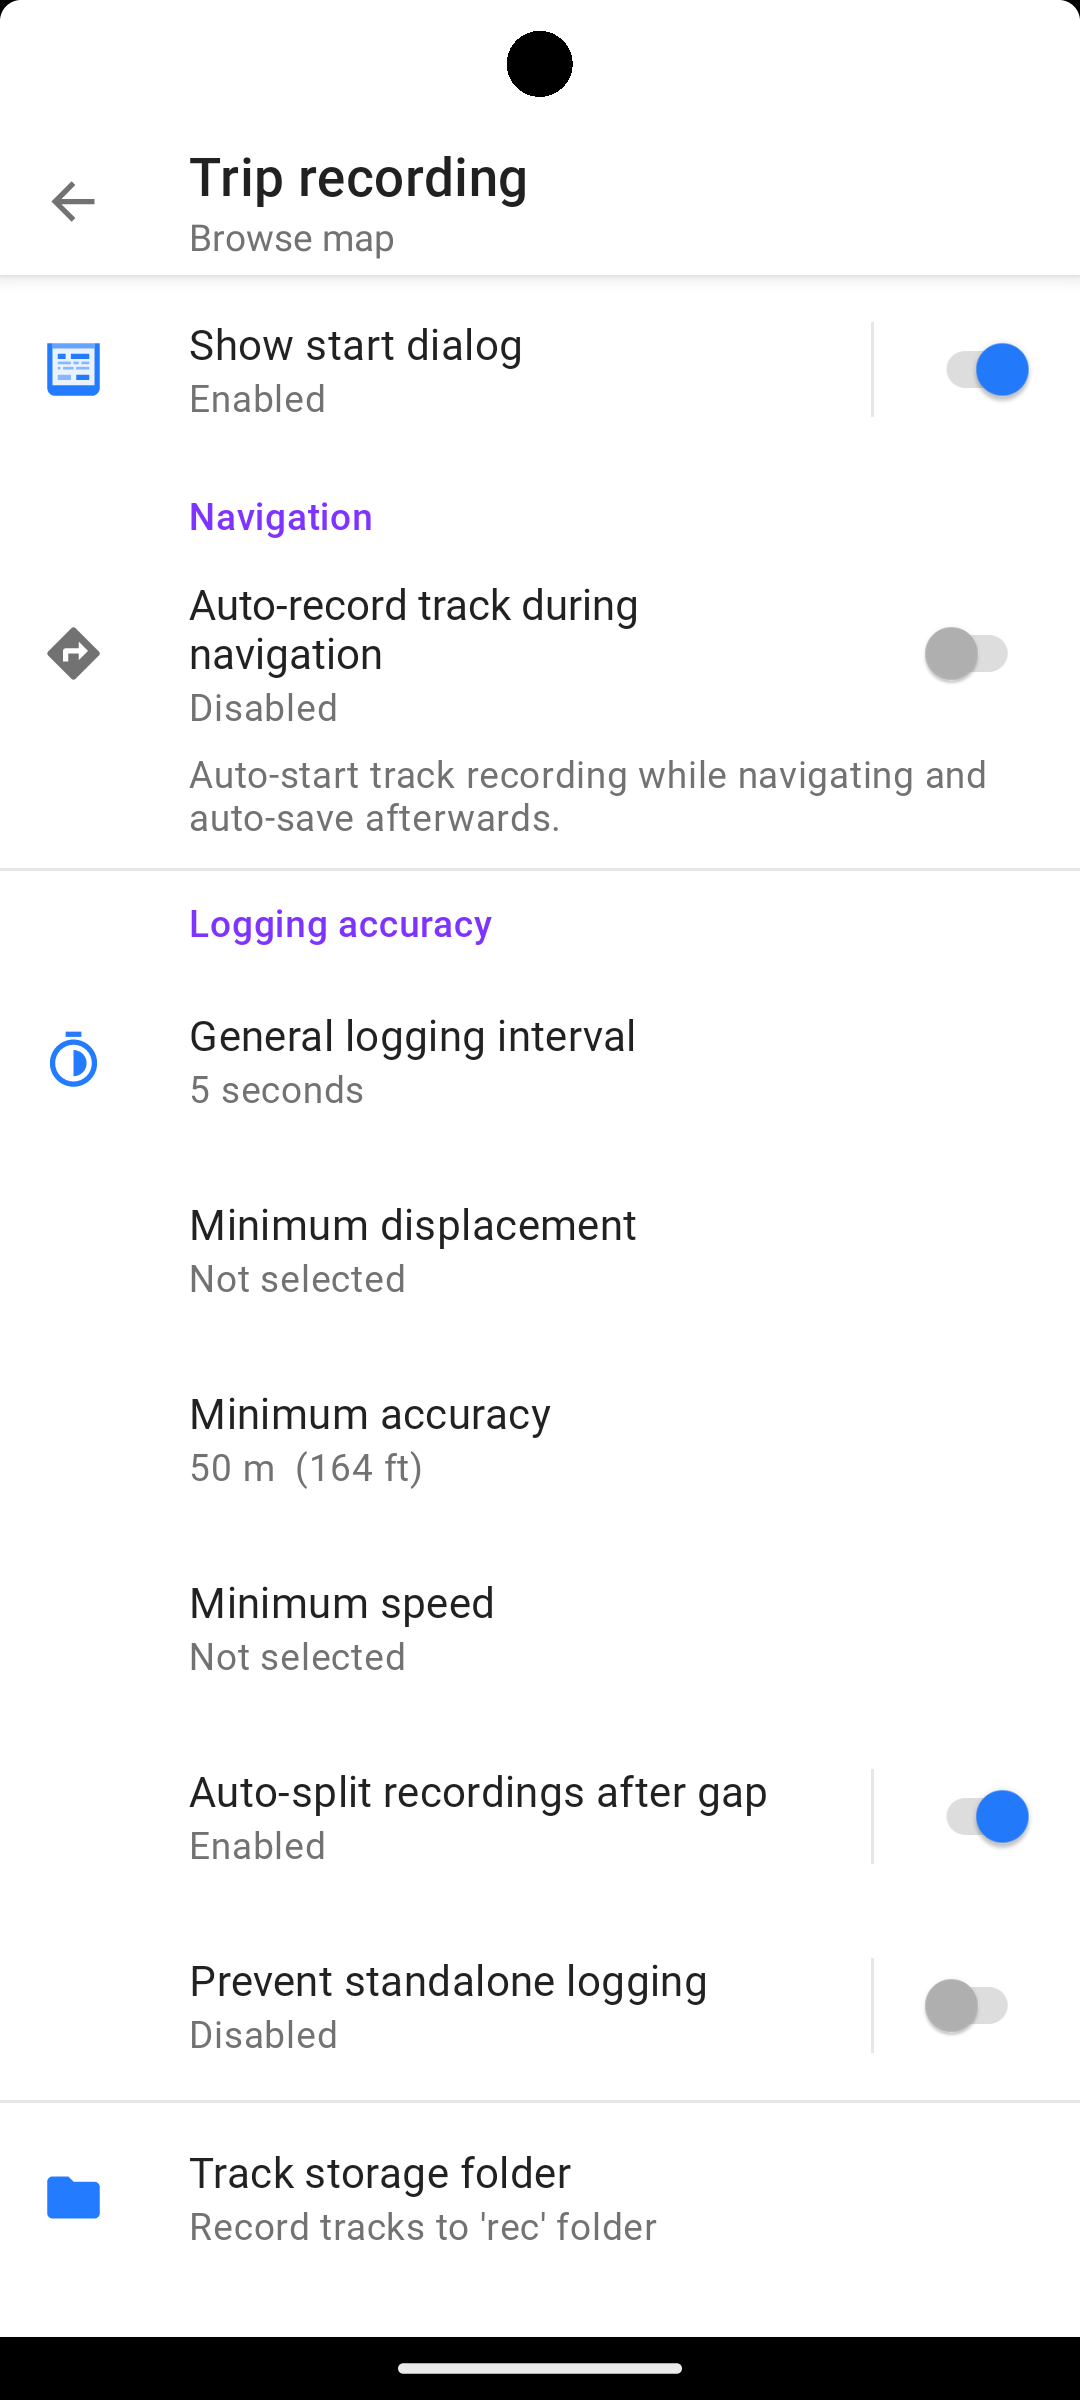 Trip recording
Browse map
Show start dialog
Enabled
Navigation
Auto-record track during
navigation
Disabled
Auto-start track recording while navigating and
auto-save afterwards.
Logging accuracy
General logging interval
5 seconds
Minimum displacement
Not selected
Minimum accuracy
50 m  (164 ft)
Minimum speed
Not selected
Auto-split recordings after gap
Enabled
Prevent standalone logging
Disabled
Track storage folder
Record tracks to 'rec' folder